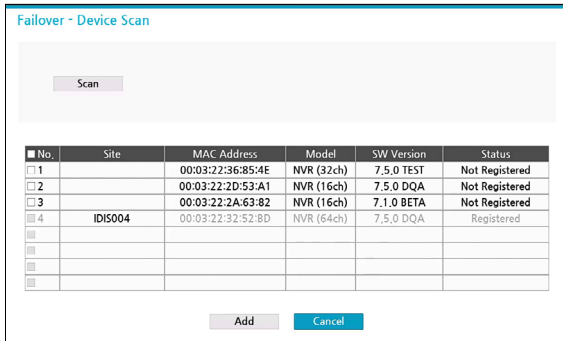 Failover - Device Scan
Scan
No. Site MAC Address Model SW Version Status
1 00:03:22:36:85:4E NVR (32ch) 7.5.0 TEST Not Registered
2 00:03:22:2D:53:A1 NVR (16ch) 7.5.0 DQA Not Registered
3 00:03:22:2A:63:82 NVR (16ch) 7.1.0 BETA Not Registered
4 IDIS004 00:03:22:32:52:BD NVR (64ch) 7.5.0 DQA Registered
Add Cancel